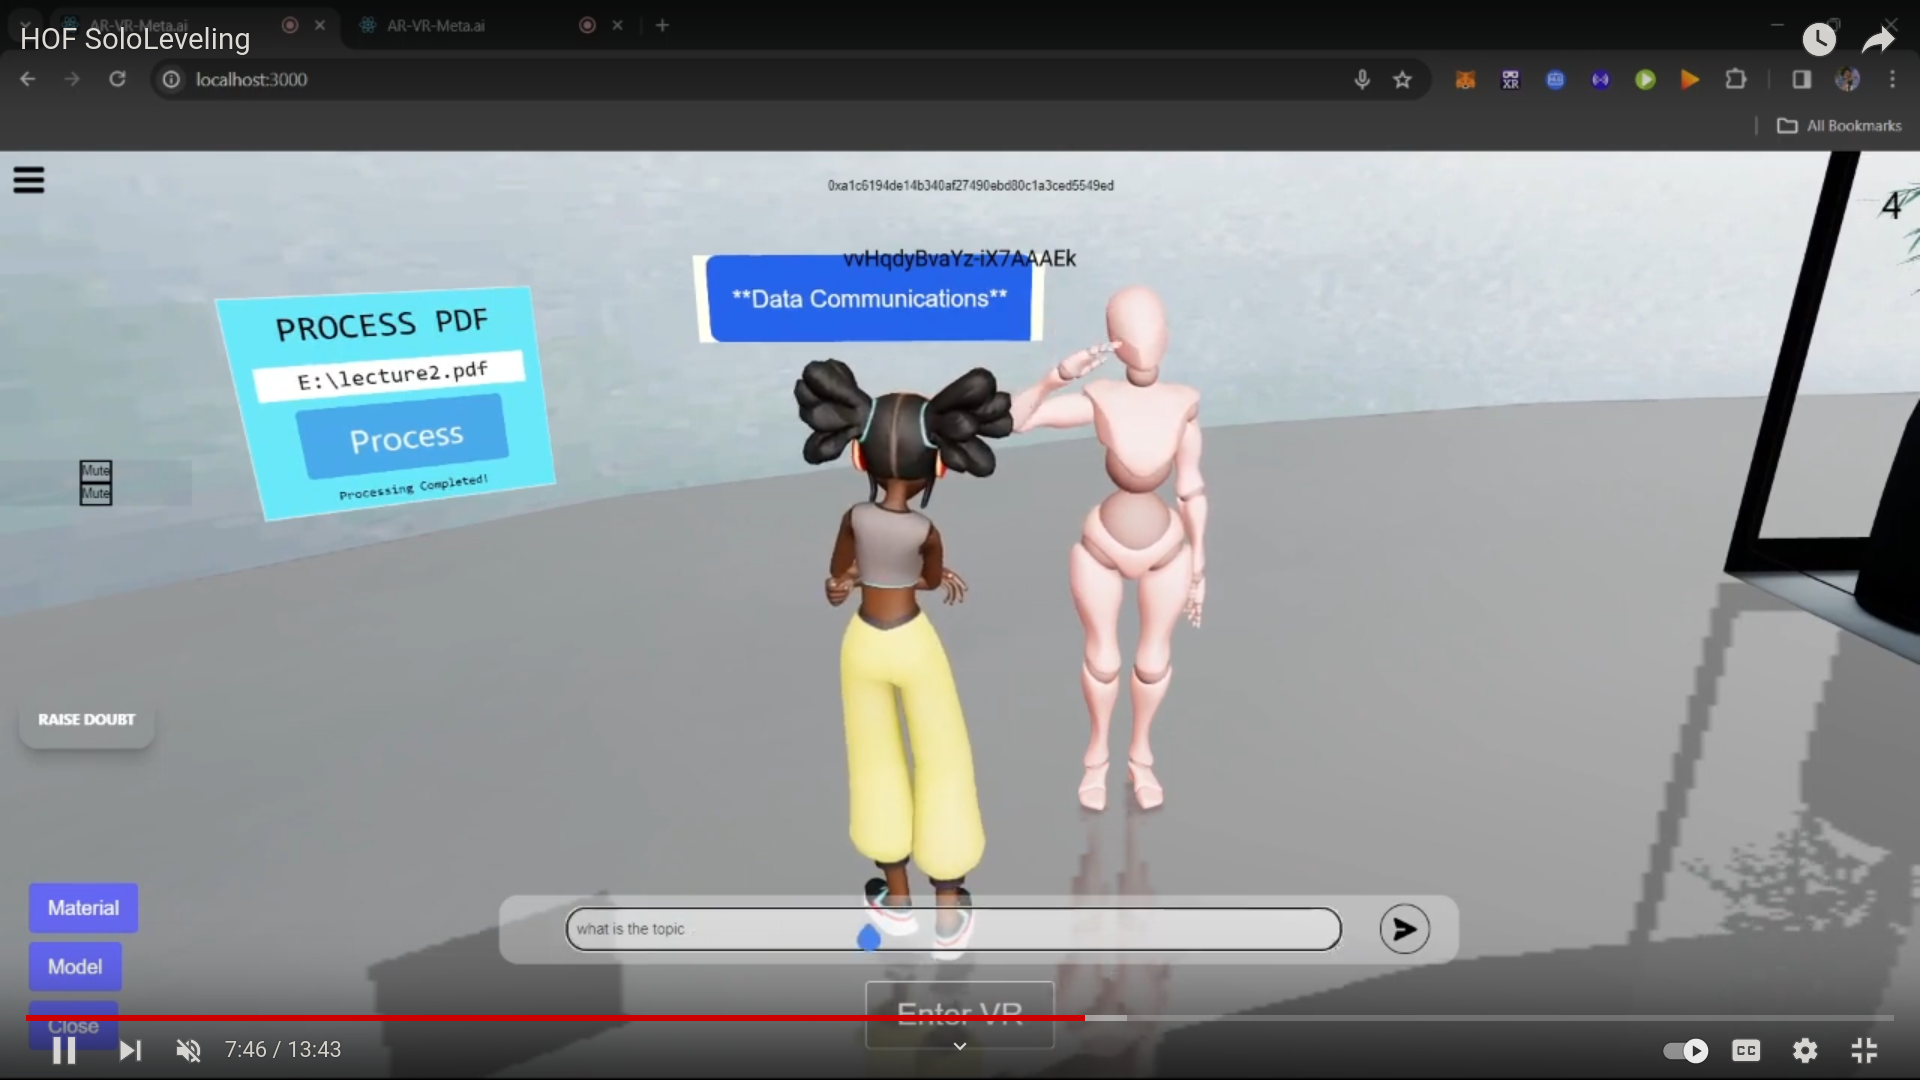 AR-VR-Meta.ai
AR-VR-Meta.ai
HOF SoloLeveling
localhost:3000
XR
All Bookmarks
0xa1c6194de14b340af27490ebd80c1a3ced5549ed
4
vvHqdyBvaYz-iX7AAAEk
**Data Communications**
PROCESS PDF
E:\lecture2.pdf
Process
Processing Completed!
Mute
Mute
RAISE DOUBT
Material
what is the topic
Model
Enter VR
Close
7:46 / 13:43
CC